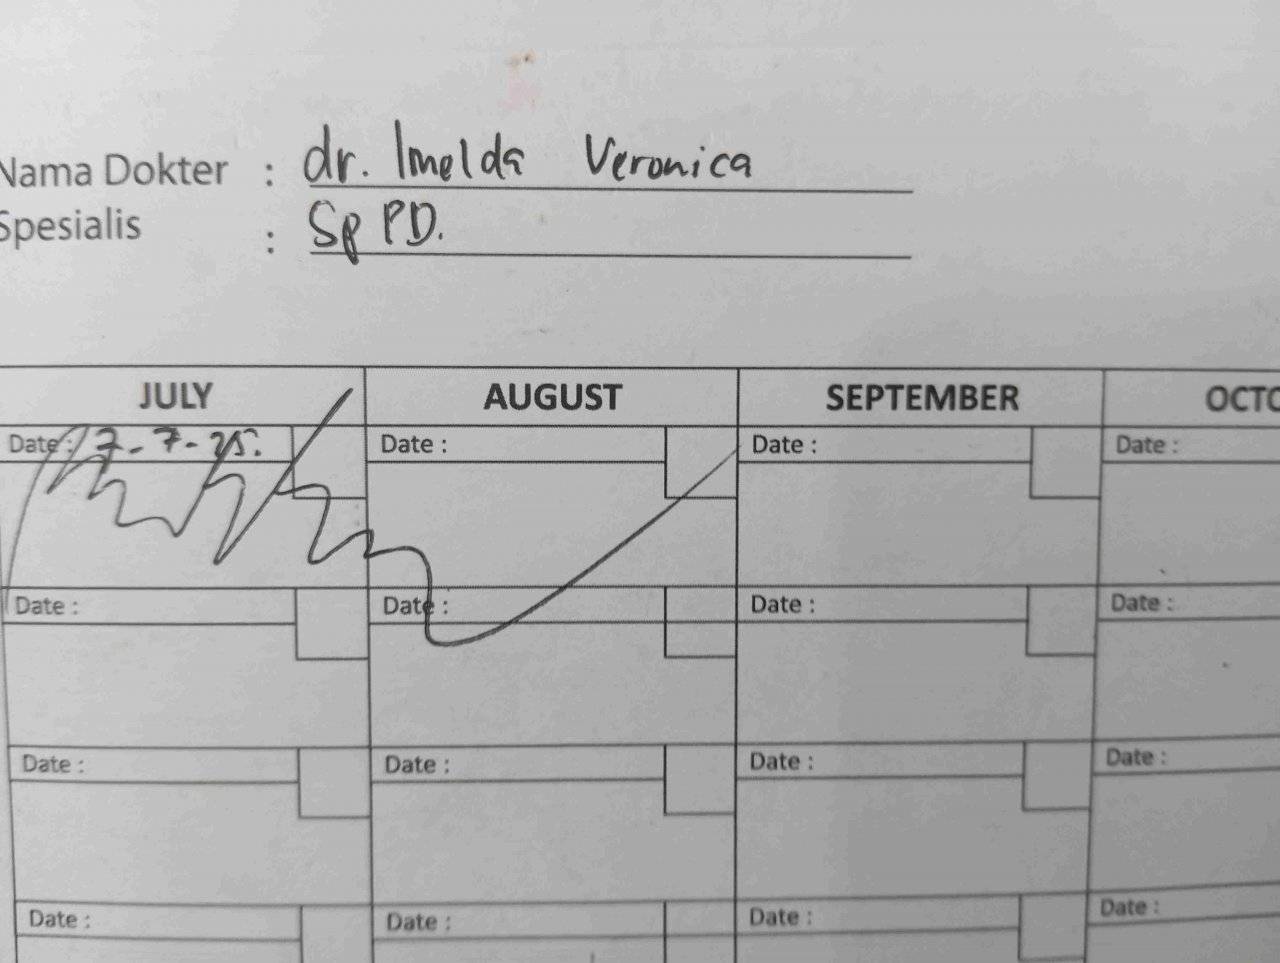 Nama Dokter : dr. Imelda Veronica
Spesialis : Sp PD.
JULY AUGUST SEPTEMBER OCTO
Date : 7-7-25. Date : Date : Date :
Date : Date : Date : Date :
Date : Date : Date : Date :
Date : Date : Date : Date :